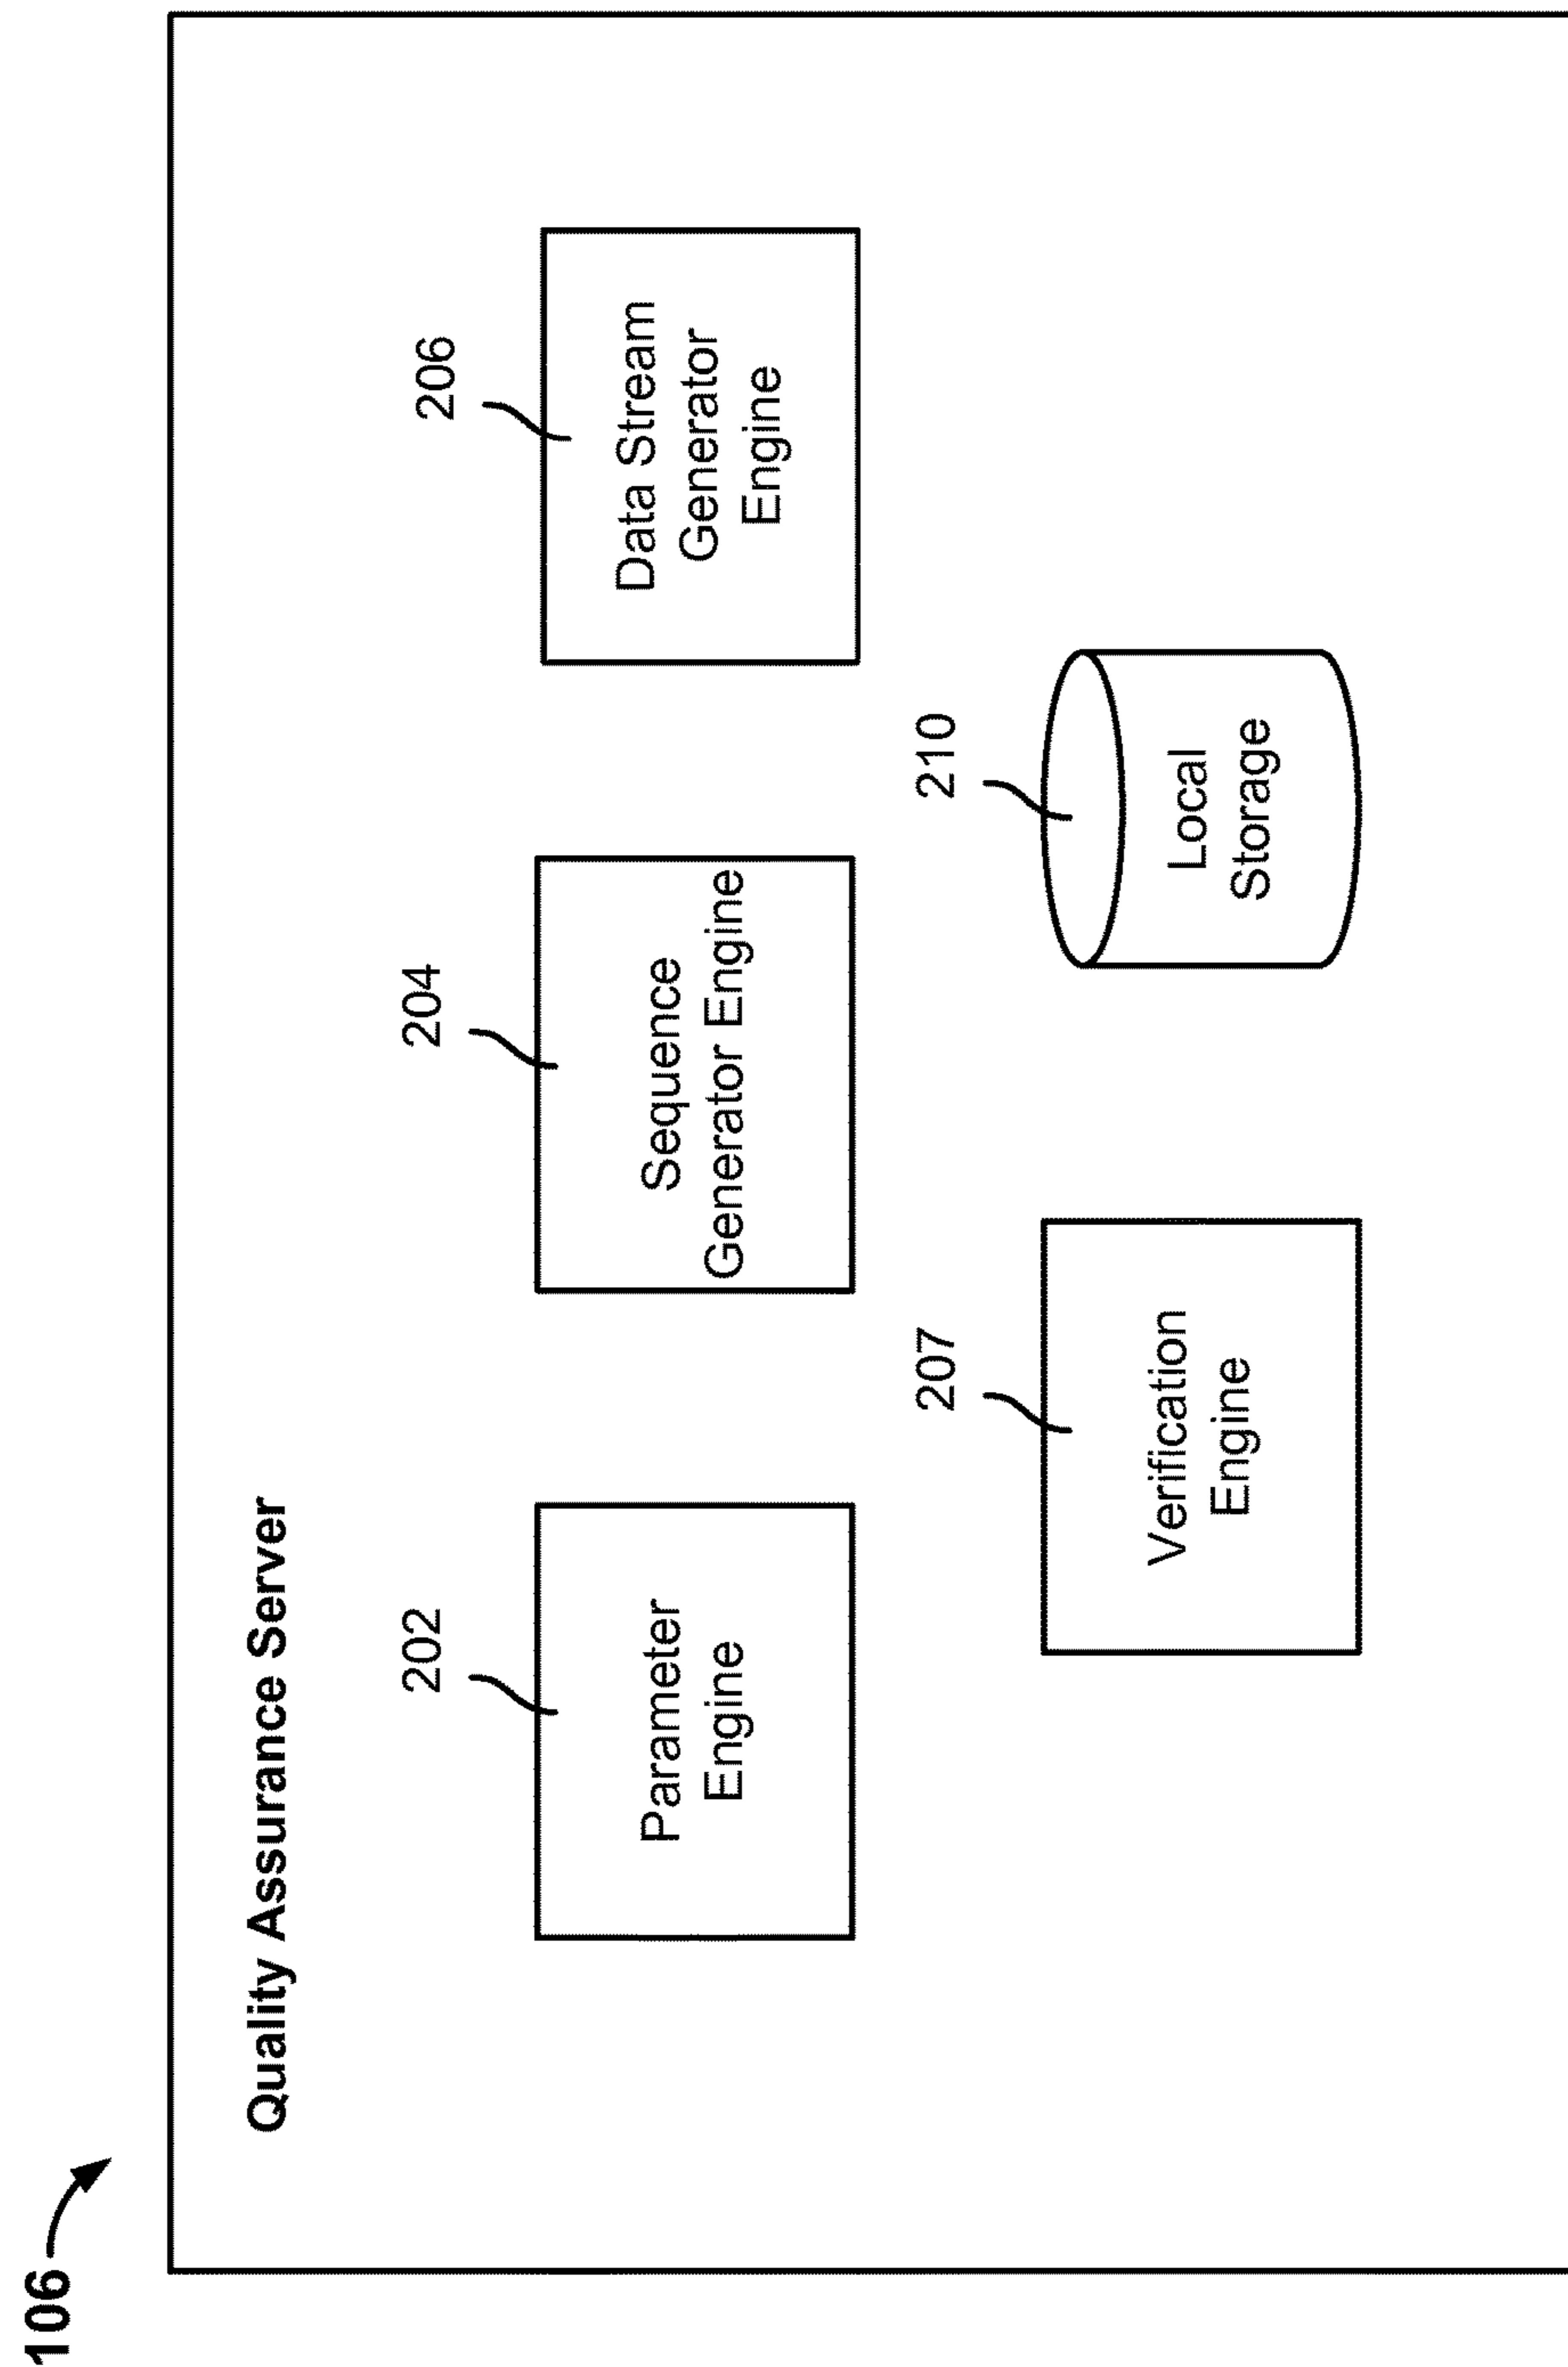 106
Quality Assurance Server
202
Parameter
Engine
204
Sequence
Generator Engine
206
Data Stream
Generator
Engine
207
Verification
Engine
210
Local
Storage